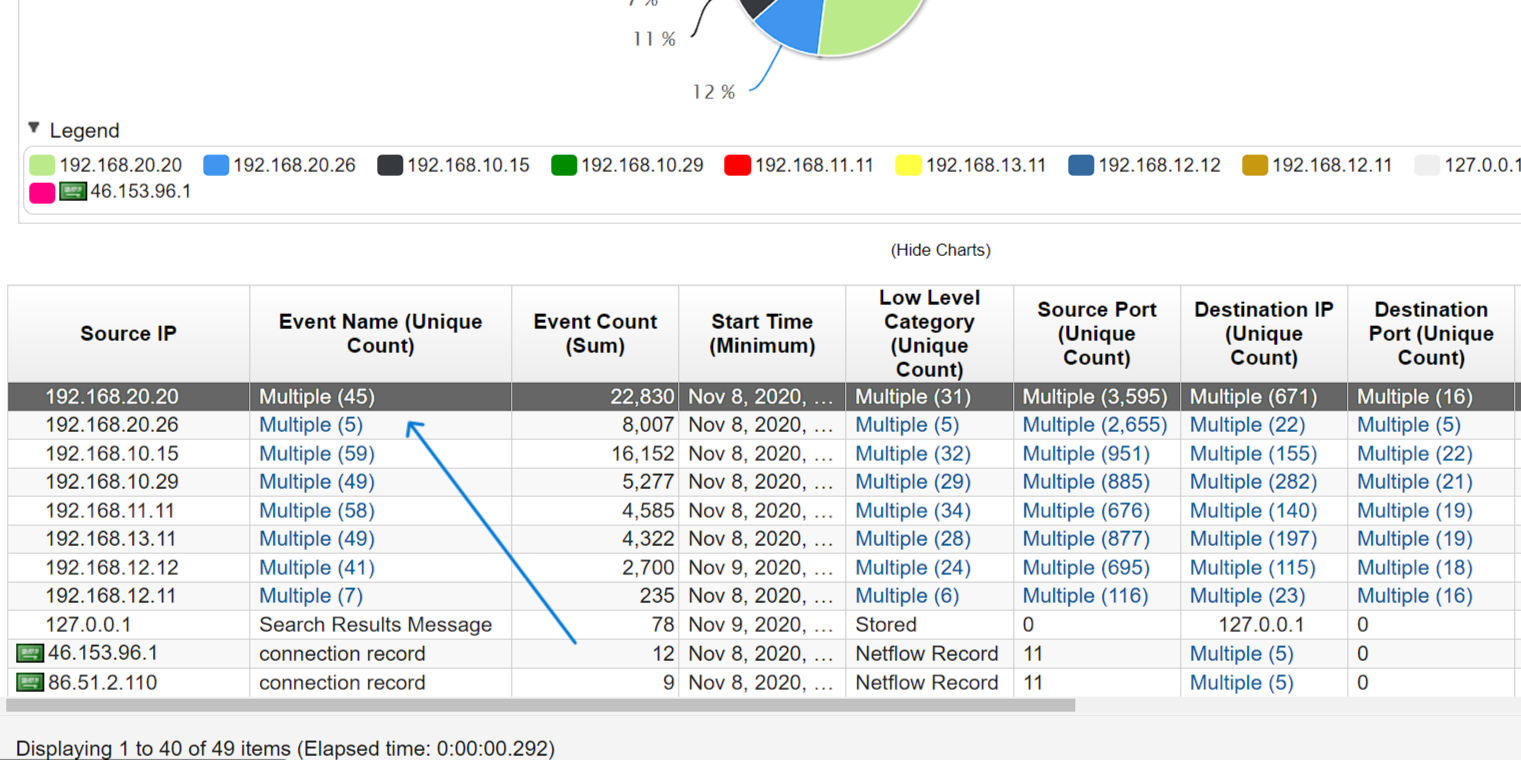 11 %
12 %
Legend
192.168.20.20 192.168.20.26 192.168.10.15 192.168.10.29 192.168.11.11 192.168.13.11 192.168.12.12 192.168.12.11 127.0.0.1
46.153.96.1
(Hide Charts)
Source IP Event Name (Unique Count) Event Count (Sum) Start Time (Minimum) Low Level Category (Unique Count) Source Port (Unique Count) Destination IP (Unique Count) Destination Port (Unique Count)
192.168.20.20 Multiple (45) 22,830 Nov 8, 2020, ... Multiple (31) Multiple (3,595) Multiple (671) Multiple (16)
192.168.20.26 Multiple (5) 8,007 Nov 8, 2020, ... Multiple (5) Multiple (2,655) Multiple (22) Multiple (5)
192.168.10.15 Multiple (59) 16,152 Nov 8, 2020, ... Multiple (32) Multiple (951) Multiple (155) Multiple (22)
192.168.10.29 Multiple (49) 5,277 Nov 8, 2020, ... Multiple (29) Multiple (885) Multiple (282) Multiple (21)
192.168.11.11 Multiple (58) 4,585 Nov 8, 2020, ... Multiple (34) Multiple (676) Multiple (140) Multiple (19)
192.168.13.11 Multiple (49) 4,322 Nov 8, 2020, ... Multiple (28) Multiple (877) Multiple (197) Multiple (19)
192.168.12.12 Multiple (41) 2,700 Nov 9, 2020, ... Multiple (24) Multiple (695) Multiple (115) Multiple (18)
192.168.12.11 Multiple (7) 235 Nov 8, 2020, ... Multiple (6) Multiple (116) Multiple (23) Multiple (16)
127.0.0.1 Search Results Message 78 Nov 9, 2020, ... Stored 0 127.0.0.1 0
46.153.96.1 connection record 12 Nov 8, 2020, ... Netflow Record 11 Multiple (5) 0
86.51.2.110 connection record 9 Nov 8, 2020, ... Netflow Record 11 Multiple (5) 0
Displaying 1 to 40 of 49 items (Elapsed time: 0:00:00.292)